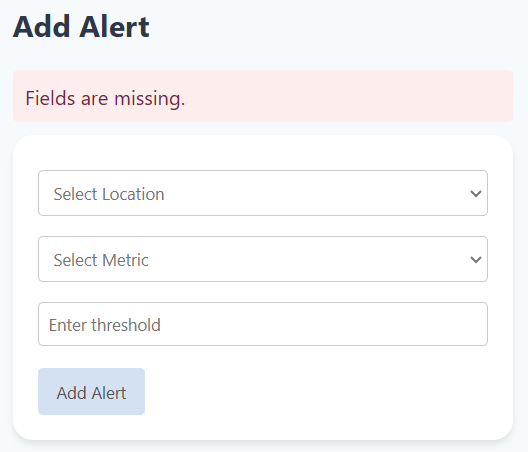 Add Alert
Fields are missing.
Select Location
Select Metric
Enter threshold
Add Alert